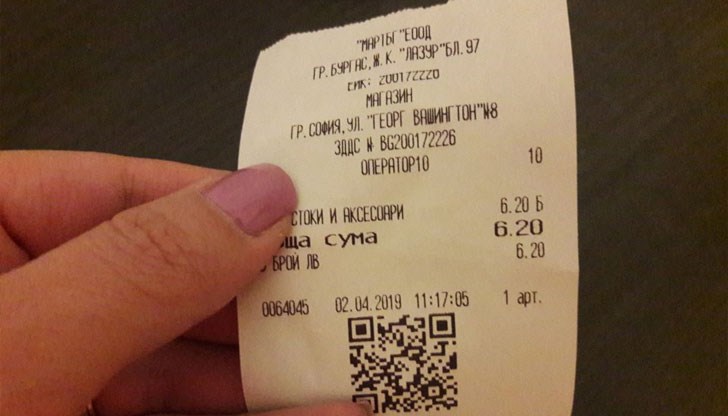 "МАРТБГ"ЕООД
ГР. БУРГАС, Ж.К. "ЛАЗУР"БЛ. 97
ЕИК: 200172226
МАГАЗИН
ГР. СОФИЯ, УЛ. "ГЕОРГ ВАШИНГТОН"№8
ЗДДС № BG200172226
ОПЕРАТОР10 10
СТОКИ И АКСЕСОАРИ 6.20 Б
ща сума 6.20
БРОЙ ЛВ 6.20
0064045 02.04.2019 11:17:05 1 арт.